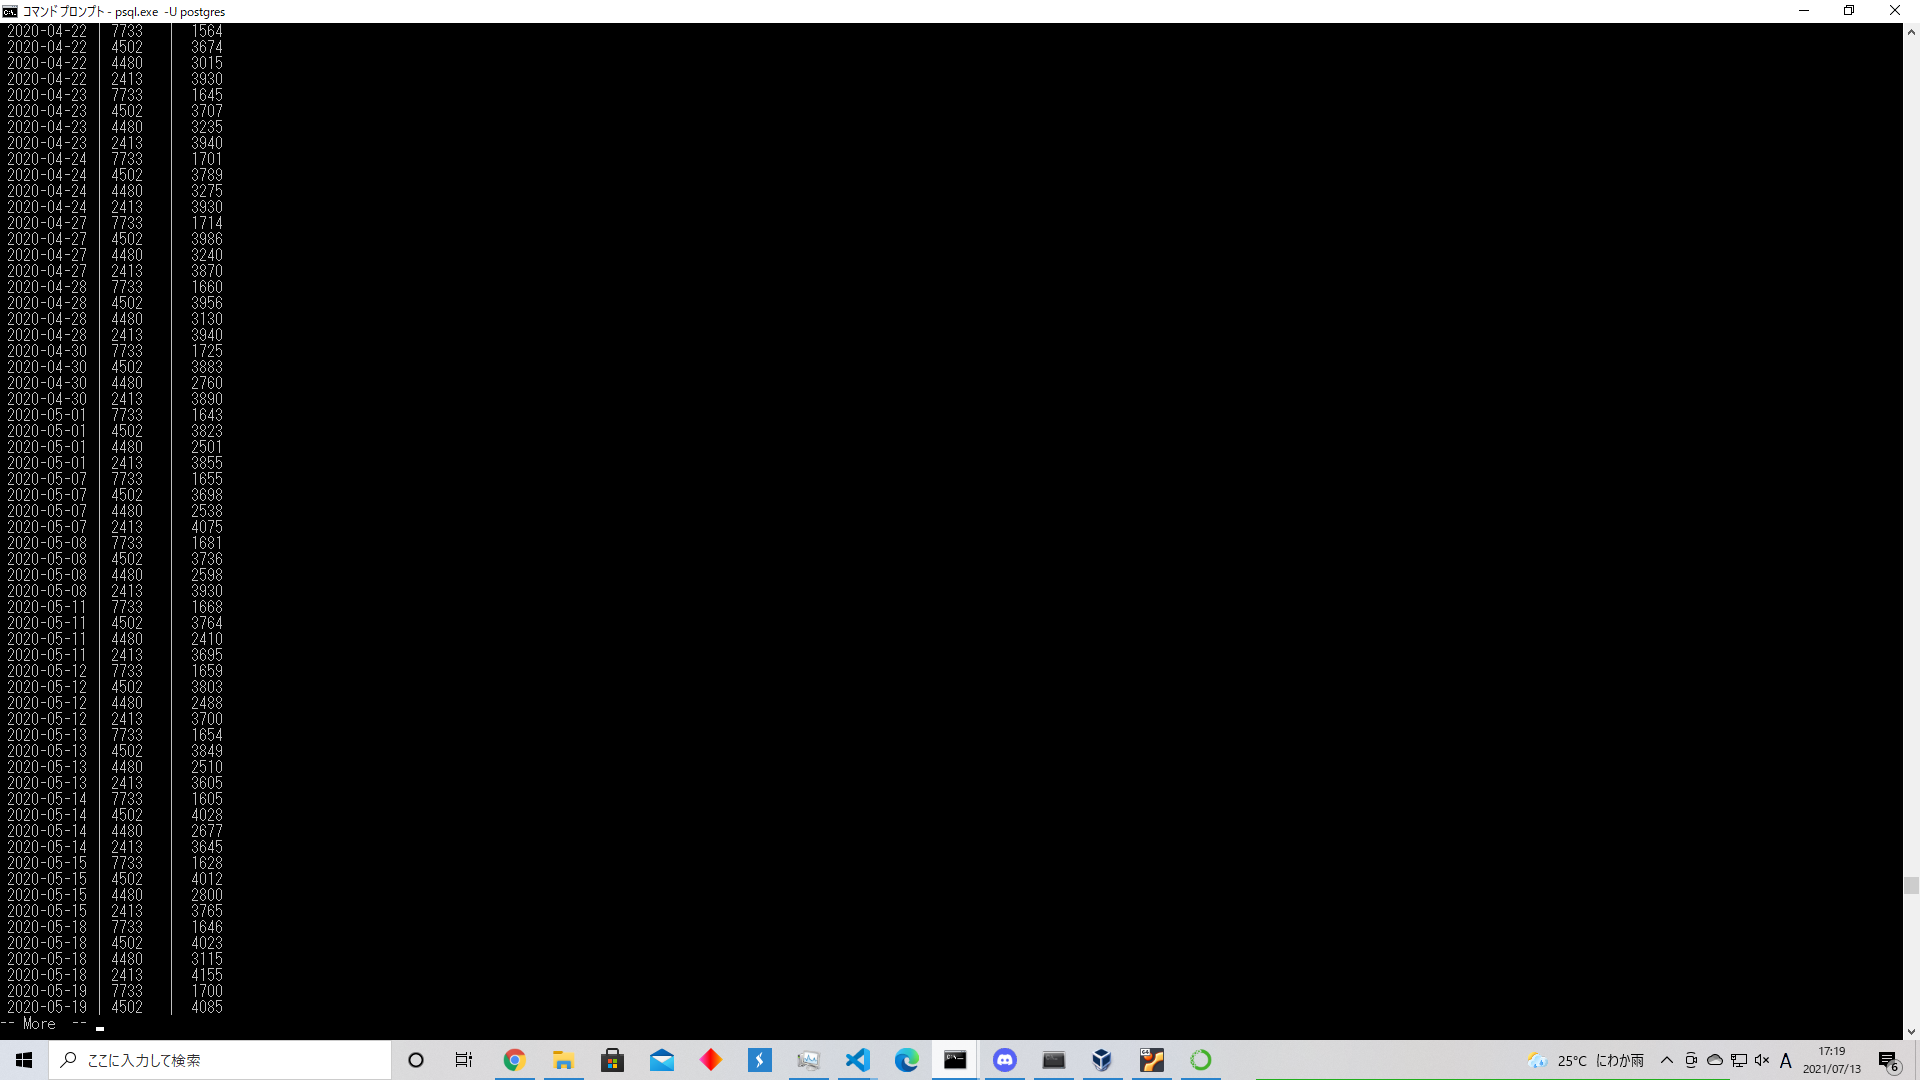 コマンド プロンプト - psql.exe  -U postgres
2020-04-22 | 7733 | 1564
2020-04-22 | 4502 | 3674
2020-04-22 | 4480 | 3015
2020-04-22 | 2413 | 3930
2020-04-23 | 7733 | 1645
2020-04-23 | 4502 | 3707
2020-04-23 | 4480 | 3235
2020-04-23 | 2413 | 3940
2020-04-24 | 7733 | 1701
2020-04-24 | 4502 | 3789
2020-04-24 | 4480 | 3275
2020-04-24 | 2413 | 3930
2020-04-27 | 7733 | 1714
2020-04-27 | 4502 | 3986
2020-04-27 | 4480 | 3240
2020-04-27 | 2413 | 3870
2020-04-28 | 7733 | 1660
2020-04-28 | 4502 | 3956
2020-04-28 | 4480 | 3130
2020-04-28 | 2413 | 3940
2020-04-30 | 7733 | 1725
2020-04-30 | 4502 | 3883
2020-04-30 | 4480 | 2760
2020-04-30 | 2413 | 3890
2020-05-01 | 7733 | 1643
2020-05-01 | 4502 | 3823
2020-05-01 | 4480 | 2501
2020-05-01 | 2413 | 3855
2020-05-07 | 7733 | 1655
2020-05-07 | 4502 | 3698
2020-05-07 | 4480 | 2538
2020-05-07 | 2413 | 4075
2020-05-08 | 7733 | 1681
2020-05-08 | 4502 | 3736
2020-05-08 | 4480 | 2598
2020-05-08 | 2413 | 3930
2020-05-11 | 7733 | 1668
2020-05-11 | 4502 | 3764
2020-05-11 | 4480 | 2410
2020-05-11 | 2413 | 3695
2020-05-12 | 7733 | 1659
2020-05-12 | 4502 | 3803
2020-05-12 | 4480 | 2488
2020-05-12 | 2413 | 3700
2020-05-13 | 7733 | 1654
2020-05-13 | 4502 | 3849
2020-05-13 | 4480 | 2510
2020-05-13 | 2413 | 3605
2020-05-14 | 7733 | 1605
2020-05-14 | 4502 | 4028
2020-05-14 | 4480 | 2677
2020-05-14 | 2413 | 3645
2020-05-15 | 7733 | 1628
2020-05-15 | 4502 | 4012
2020-05-15 | 4480 | 2800
2020-05-15 | 2413 | 3765
2020-05-18 | 7733 | 1646
2020-05-18 | 4502 | 4023
2020-05-18 | 4480 | 3115
2020-05-18 | 2413 | 4155
2020-05-19 | 7733 | 1700
2020-05-19 | 4502 | 4085
-- More  --
ここに入力して検索
25°C にわか雨
A
17:19
2021/07/13
6